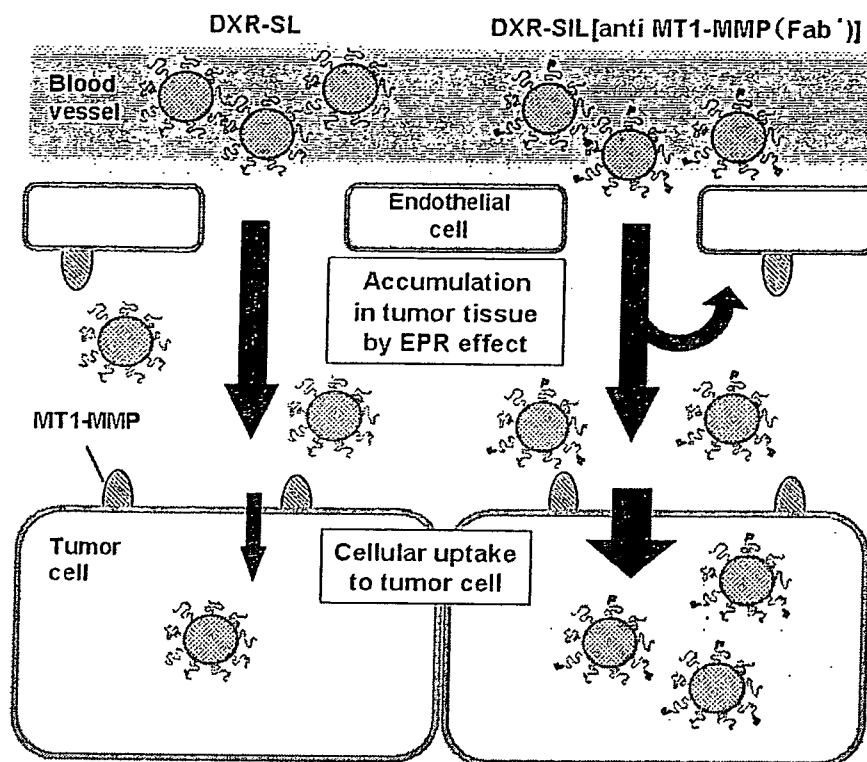 DXR-SL
DXR-SIL[anti MT1-MMP(Fab')]
Blood
vessel
Endothelial
cell
Accumulation
in tumor tissue
by EPR effect
MT1-MMP
Tumor
cell
Cellular uptake
to tumor cell